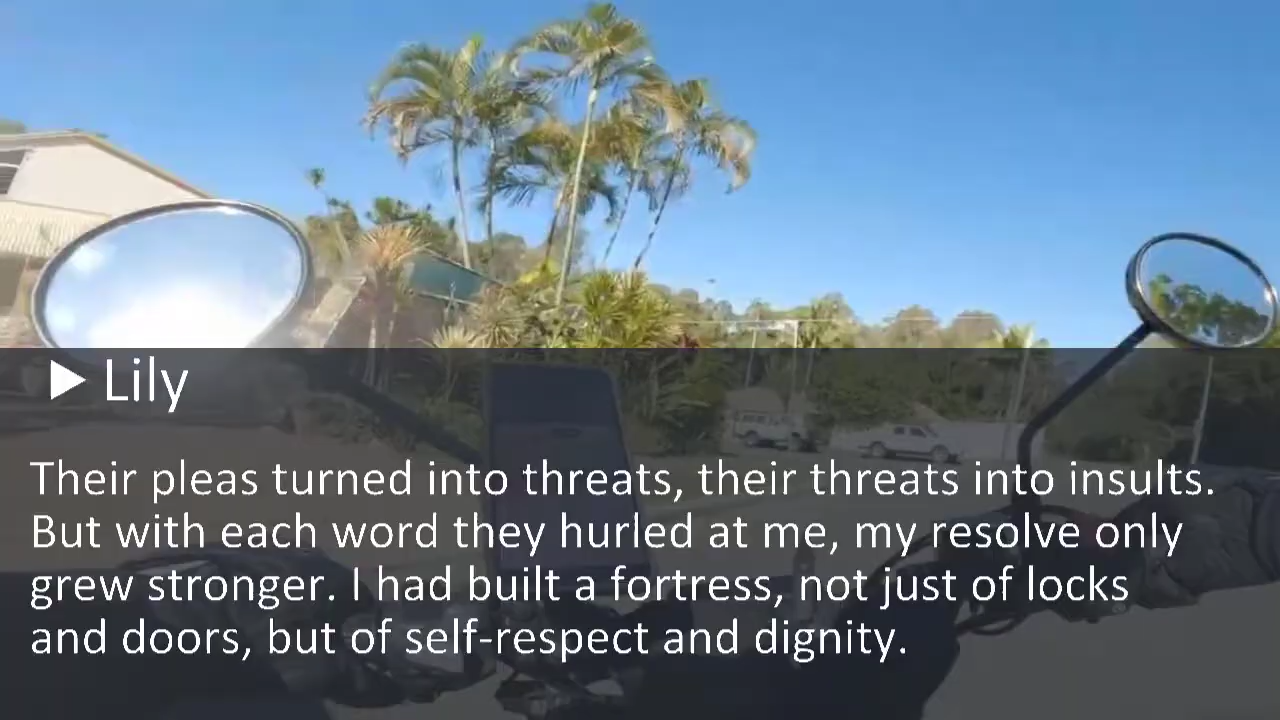 ▶ Lily
Their pleas turned into threats, their threats into insults.
But with each word they hurled at me, my resolve only
grew stronger. I had built a fortress, not just of locks
and doors, but of self-respect and dignity.